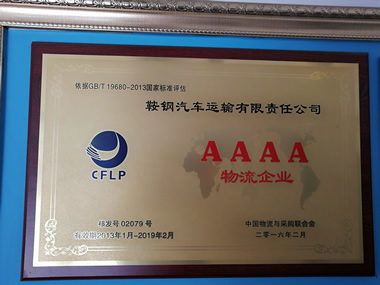 依据GB/T 19680-2013国家标准评估
鞍钢汽车运输有限责任公司
AAAA
CFLP
物流企业
核发号 02079 号
有效期2013年1月-2019年2月
中国物流与采购联合会
二零一六年二月